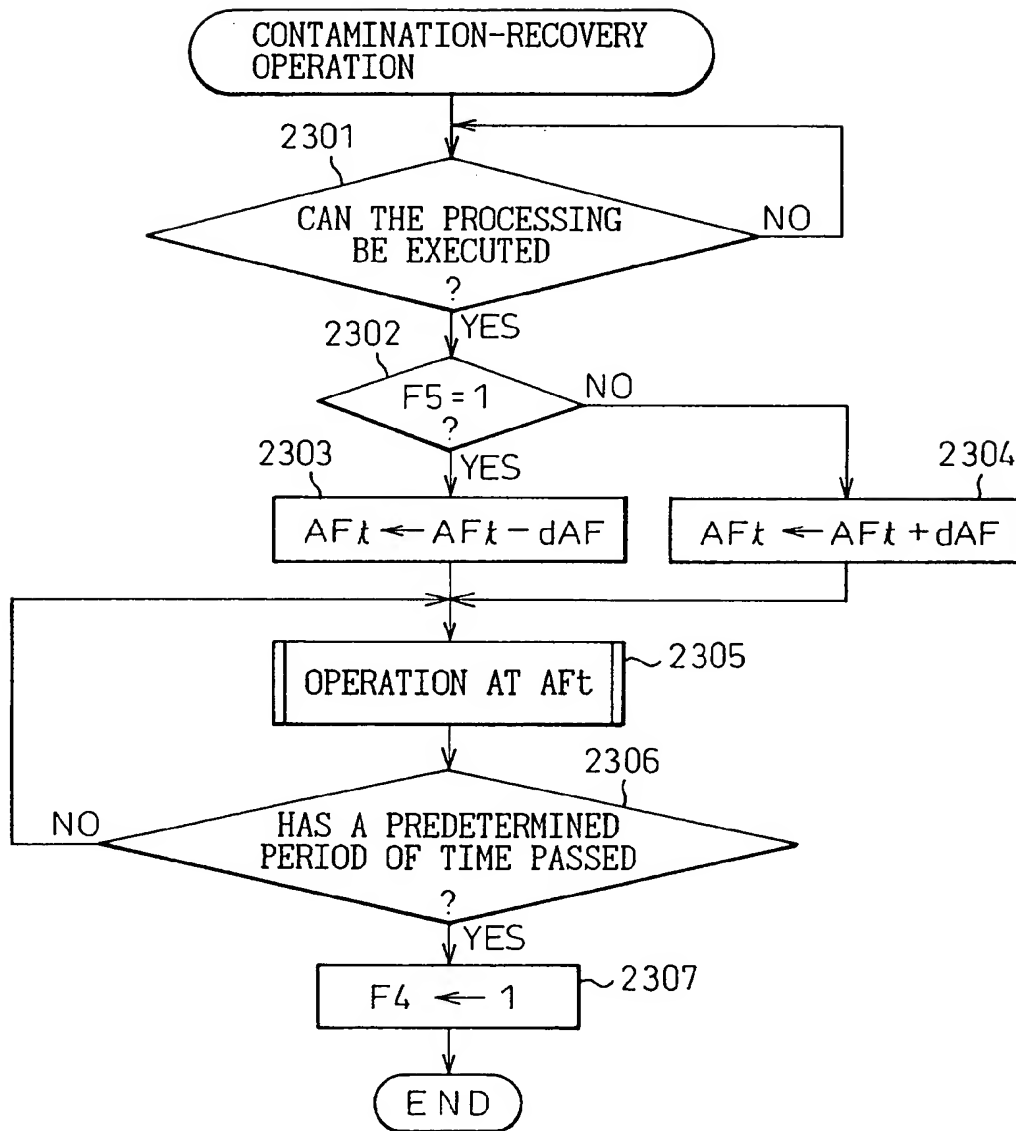 CONTAMINATION-RECOVERY
OPERATION
2301
CAN THE PROCESSING
BE EXECUTED
?
NO
YES
2302
F5=1
?
NO
YES
2303
AFt ← AFt - dAF
2304
AFt ← AFt + dAF
OPERATION AT AFt
2305
2306
HAS A PREDETERMINED
PERIOD OF TIME PASSED
?
NO
YES
F4 ← 1
2307
END